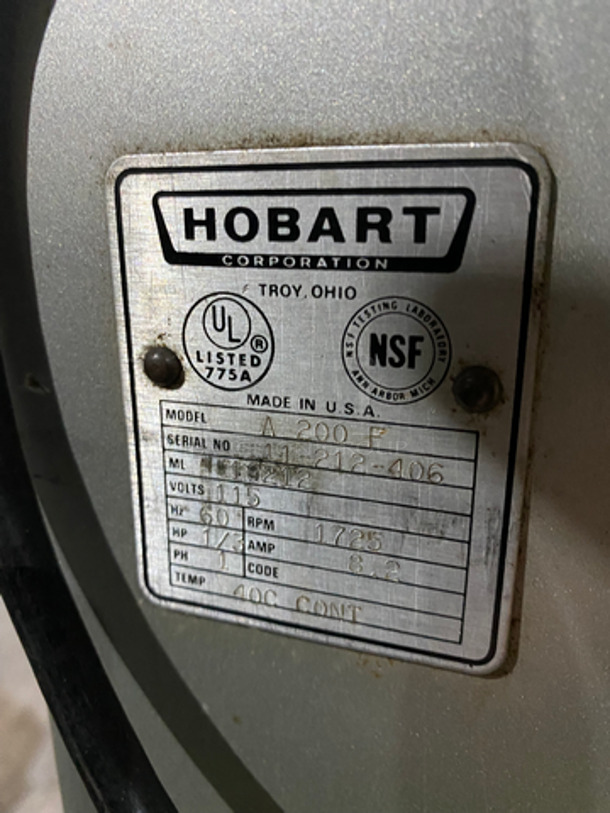 HOBART
CORPORATION
TROY, OHIO
UL ®
LISTED
775A
NSF TESTING LABORATORY
NSF
ANN ARBOR MICH
MADE IN U.S.A.
MODEL A 200 F
SERIAL NO 11-212-406
ML
VOLTS 115
HZ 60 RPM 1725
HP 1/3 AMP 8.2
PH 1 CODE
TEMP 40C CONT